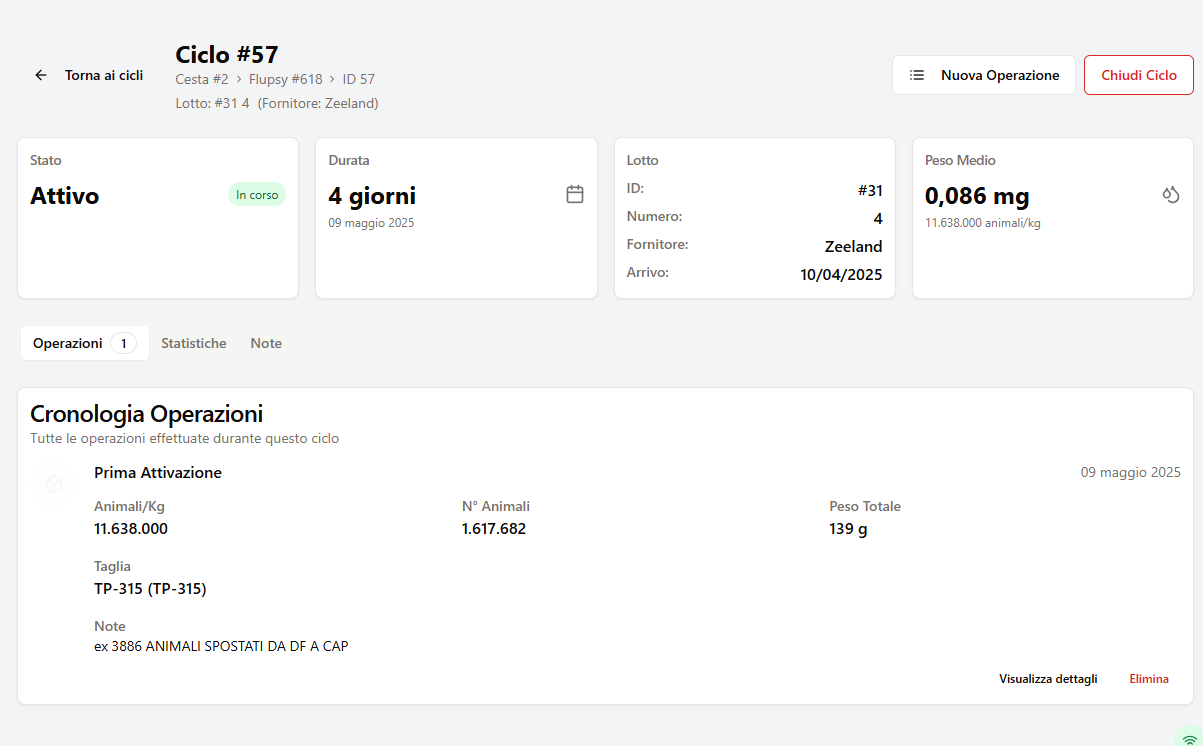 Torna ai cicli
Ciclo #57
Cesta #2 › Flupsy #618 › ID 57
Lotto: #31 4 (Fornitore: Zeeland)
Nuova Operazione
Chiudi Ciclo
Stato
Attivo
In corso
Durata
4 giorni
09 maggio 2025
Lotto
ID: #31
Numero: 4
Fornitore: Zeeland
Arrivo: 10/04/2025
Peso Medio
0,086 mg
11.638.000 animali/kg
Operazioni 1 Statistiche Note
Cronologia Operazioni
Tutte le operazioni effettuate durante questo ciclo
Prima Attivazione 09 maggio 2025
Animali/Kg N° Animali Peso Totale
11.638.000 1.617.682 139 g
Taglia
TP-315 (TP-315)
Note
ex 3886 ANIMALI SPOSTATI DA DF A CAP
Visualizza dettagli Elimina